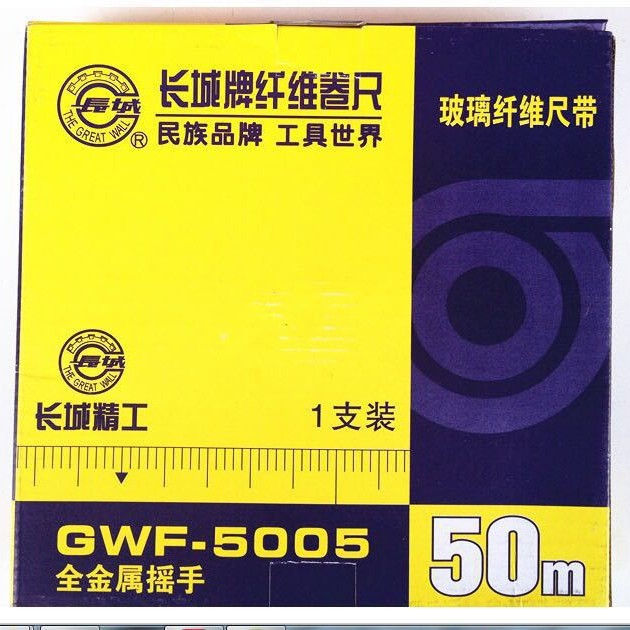 長城
THE GREAT WALL
®
长城牌纤维卷尺
民族品牌 工具世界
玻璃纤维尺带
長城
THE GREAT WALL
长城精工
1支装
GWF-5005
全金属摇手
50m